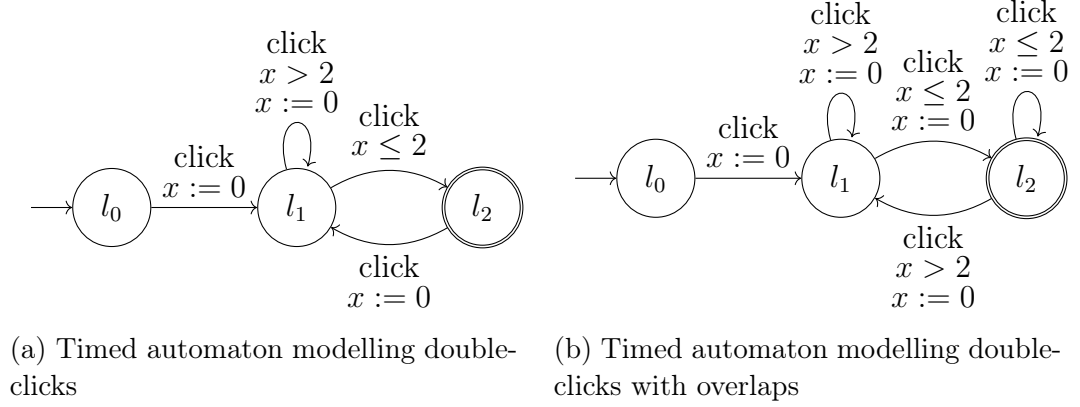 click
x > 2
x := 0
click
x ≤ 2
click
x := 0
l₀
l₁
l₂
click
x := 0
(a) Timed automaton modelling double-
clicks
click
x > 2
x := 0
click
x ≤ 2
x := 0
click
x ≤ 2
x := 0
click
x := 0
l₀
l₁
l₂
click
x > 2
x := 0
(b) Timed automaton modelling double-
clicks with overlaps